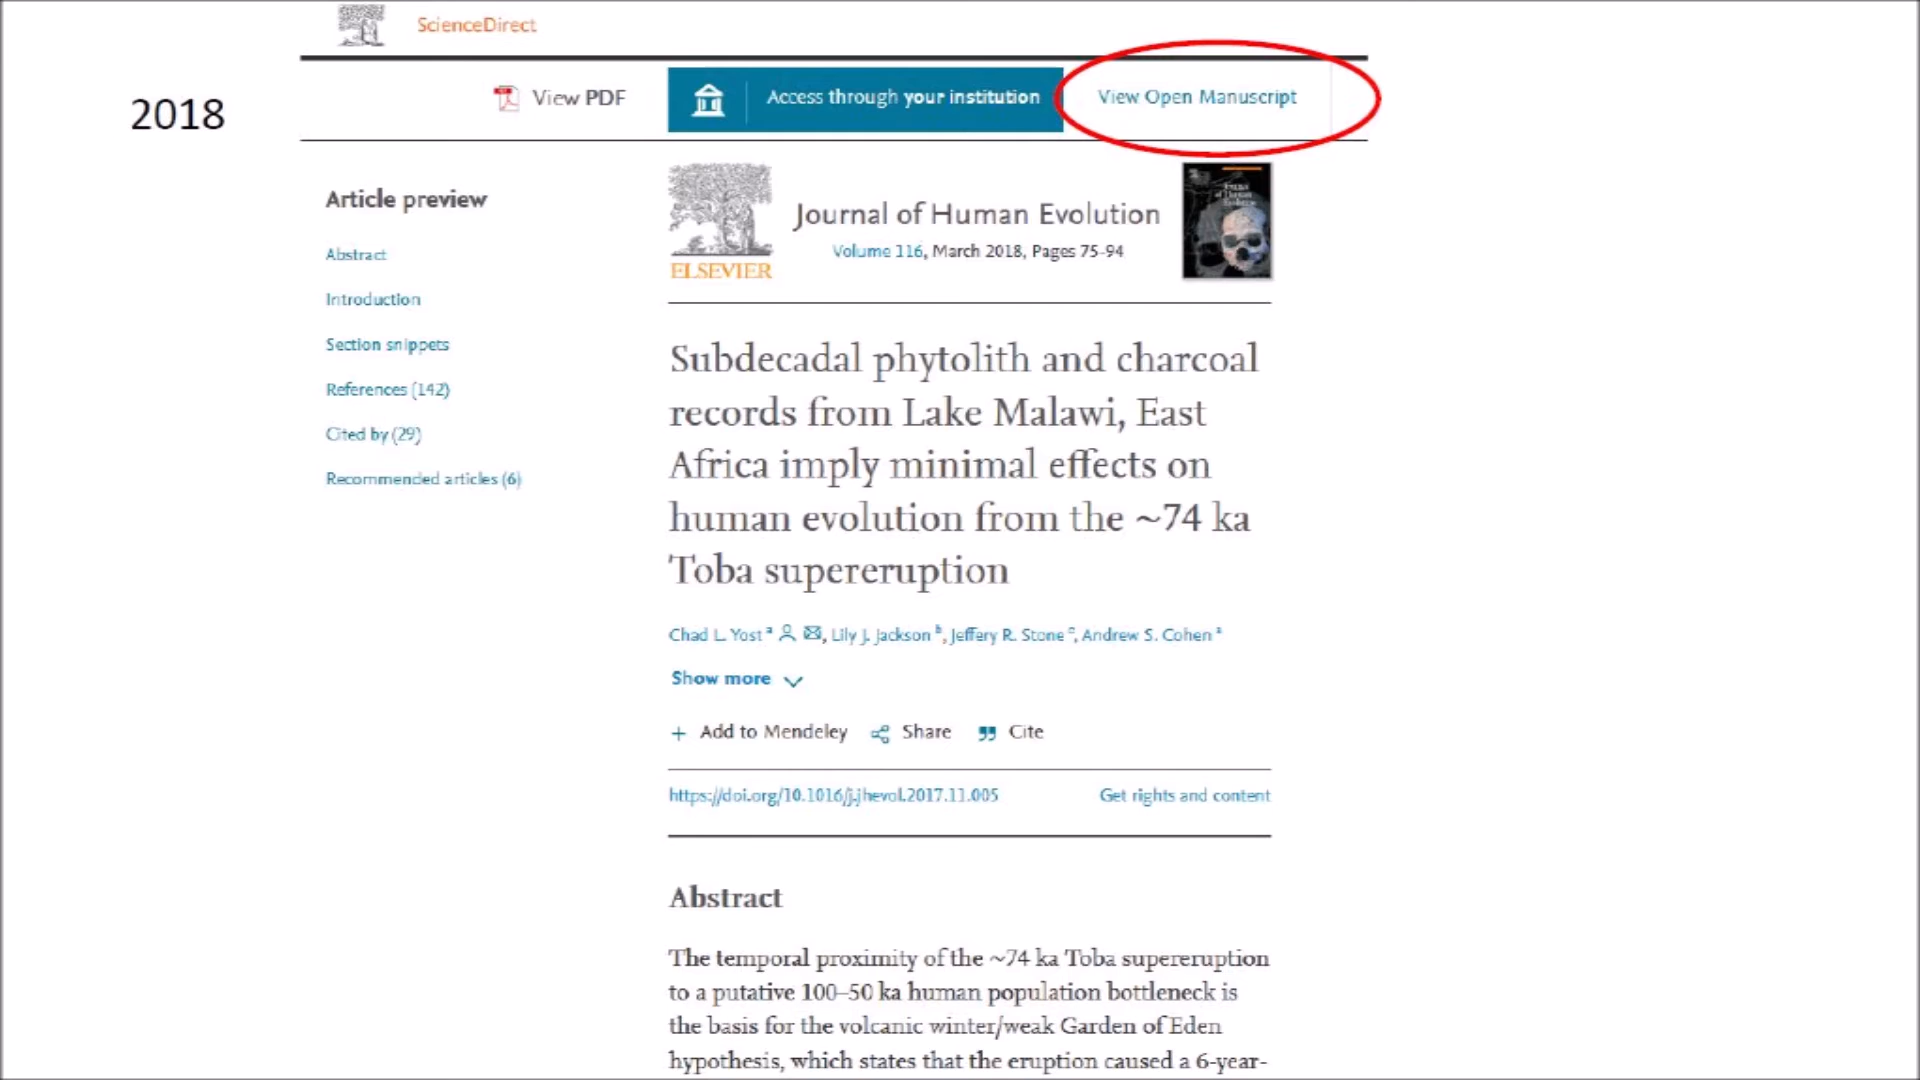 ScienceDirect
2018
View PDF
Access through your institution
View Open Manuscript
Article preview
Abstract
Introduction
Section snippets
References (142)
Cited by (29)
Recommended articles (6)
ELSEVIER
Journal of Human Evolution
Volume 116, March 2018, Pages 75-94
Subdecadal phytolith and charcoal
records from Lake Malawi, East
Africa imply minimal effects on
human evolution from the ~74 ka
Toba supereruption
Chad L. Yost a, Lily J. Jackson b, Jeffery R. Stone c, Andrew S. Cohen a
Show more
+ Add to Mendeley Share Cite
https://doi.org/10.1016/j.jhevol.2017.11.005
Get rights and content
Abstract
The temporal proximity of the ~74 ka Toba supereruption
to a putative 100–50 ka human population bottleneck is
the basis for the volcanic winter/weak Garden of Eden
hypothesis, which states that the eruption caused a 6-year-